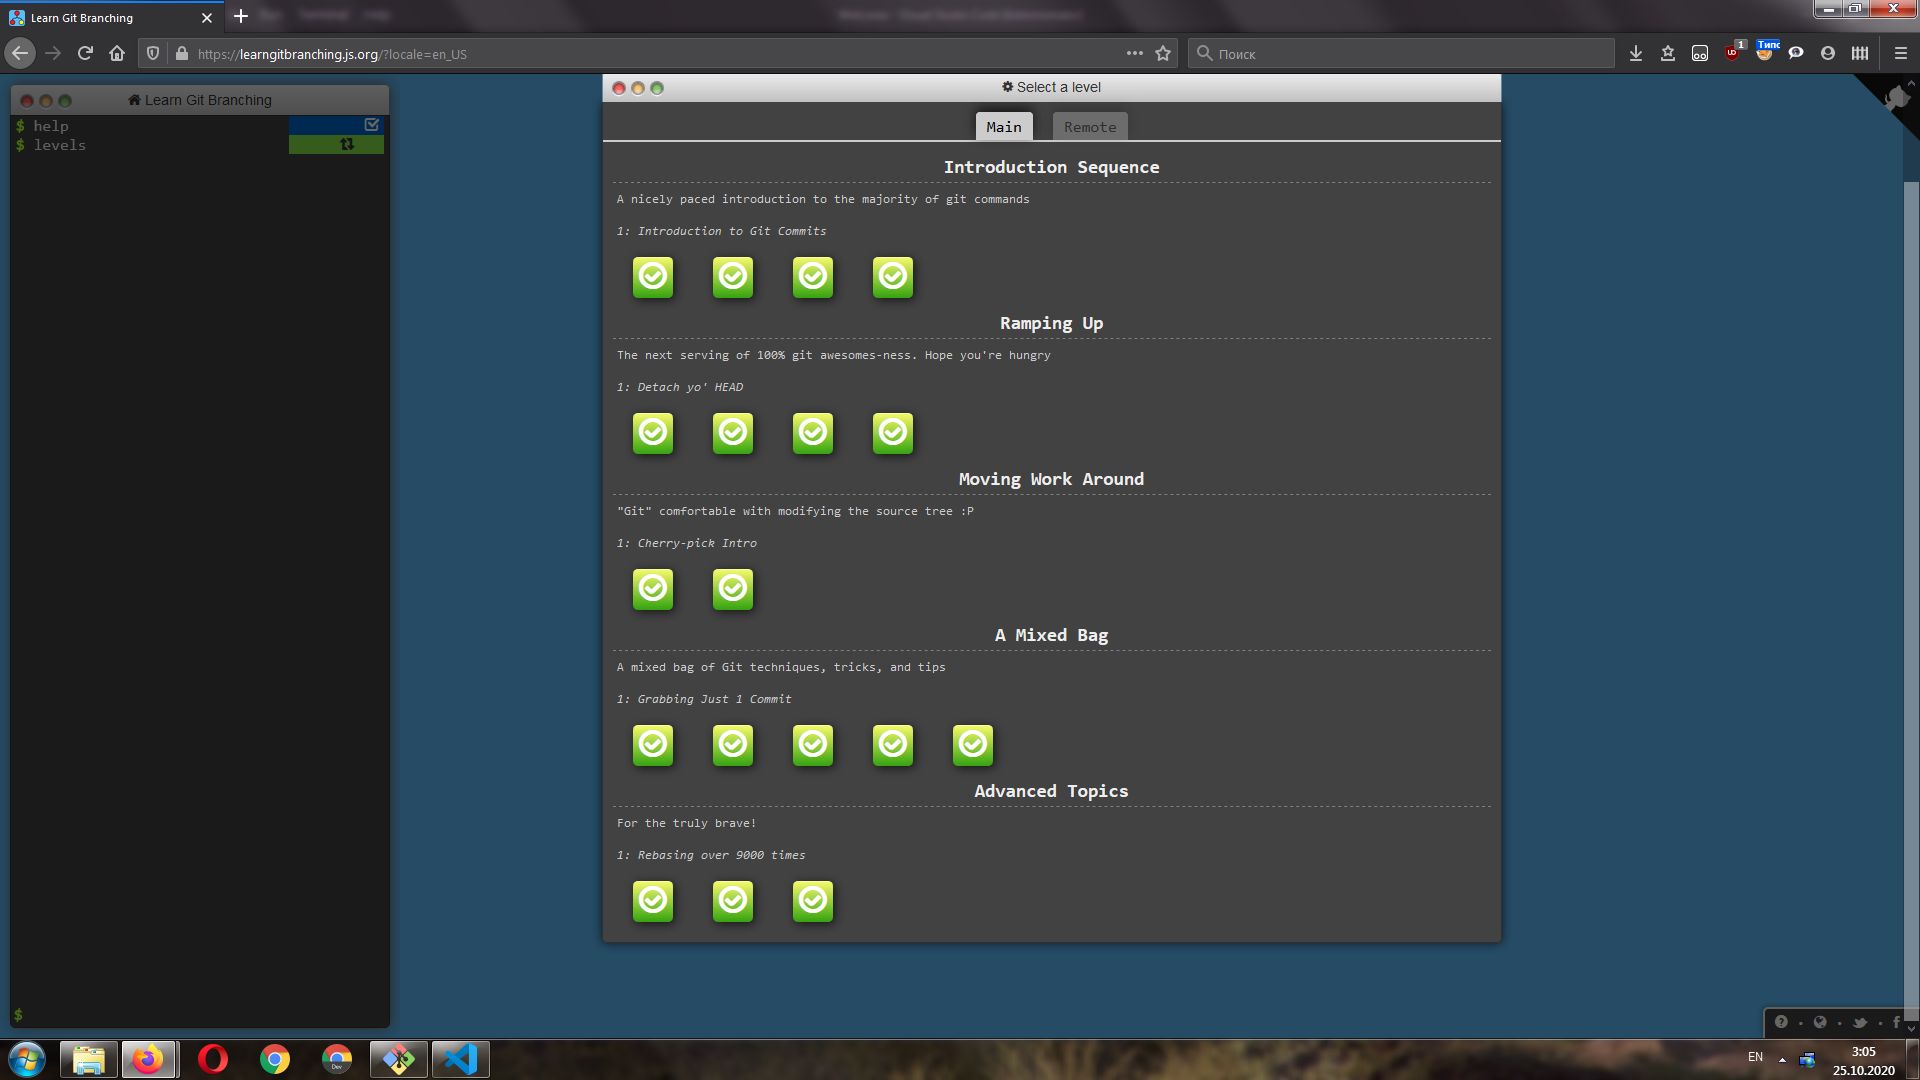 Learn Git Branching
https://learngitbranching.js.org/?locale=en_US
Поиск
1
Типс
Learn Git Branching
$ help
$ levels
$
Select a level
Main
Remote
Introduction Sequence
A nicely paced introduction to the majority of git commands
1: Introduction to Git Commits
Ramping Up
The next serving of 100% git awesomes-ness. Hope you're hungry
1: Detach yo' HEAD
Moving Work Around
"Git" comfortable with modifying the source tree :P
1: Cherry-pick Intro
A Mixed Bag
A mixed bag of Git techniques, tricks, and tips
1: Grabbing Just 1 Commit
Advanced Topics
For the truly brave!
1: Rebasing over 9000 times
Dev
EN
3:05
25.10.2020